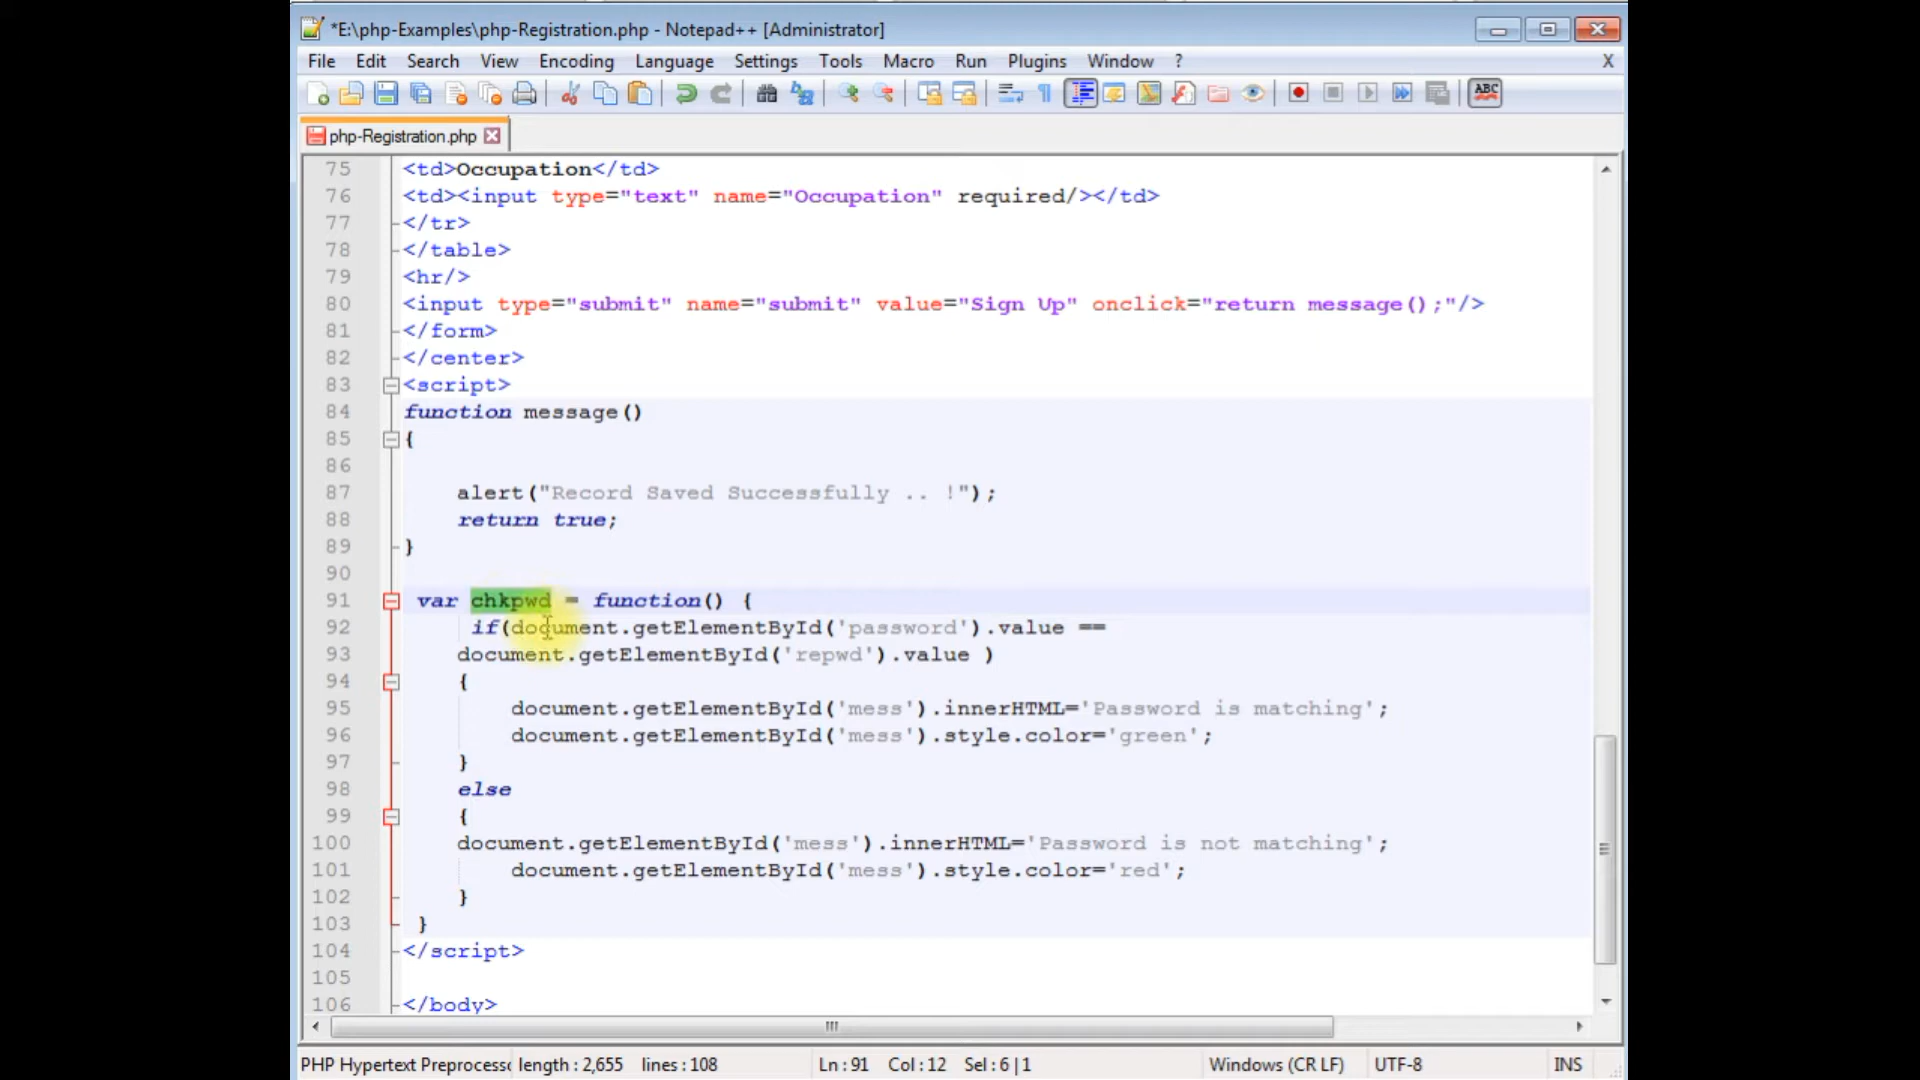 *E:\php-Examples\php-Registration.php - Notepad++ [Administrator]
File Edit Search View Encoding Language Settings Tools Macro Run Plugins Window ? X
ABC
php-Registration.php
75 <td>Occupation</td>
76 <td><input type="text" name="Occupation" required/></td>
77 </tr>
78 </table>
79 <hr/>
80 <input type="submit" name="submit" value="Sign Up" onclick="return message();"/>
81 </form>
82 </center>
83 <script>
84 function message()
85 {
86
87 alert("Record Saved Successfully .. !");
88 return true;
89 }
90
91 var chkpwd = function() {
92 if(document.getElementById('password').value ==
93 document.getElementById('repwd').value )
94 {
95 document.getElementById('mess').innerHTML='Password is matching';
96 document.getElementById('mess').style.color='green';
97 }
98 else
99 {
100 document.getElementById('mess').innerHTML='Password is not matching';
101 document.getElementById('mess').style.color='red';
102 }
103 }
104 </script>
105
106 </body>
PHP Hypertext Preprocesso length : 2,655 lines : 108 Ln : 91 Col : 12 Sel : 6 | 1 Windows (CR LF) UTF-8 INS